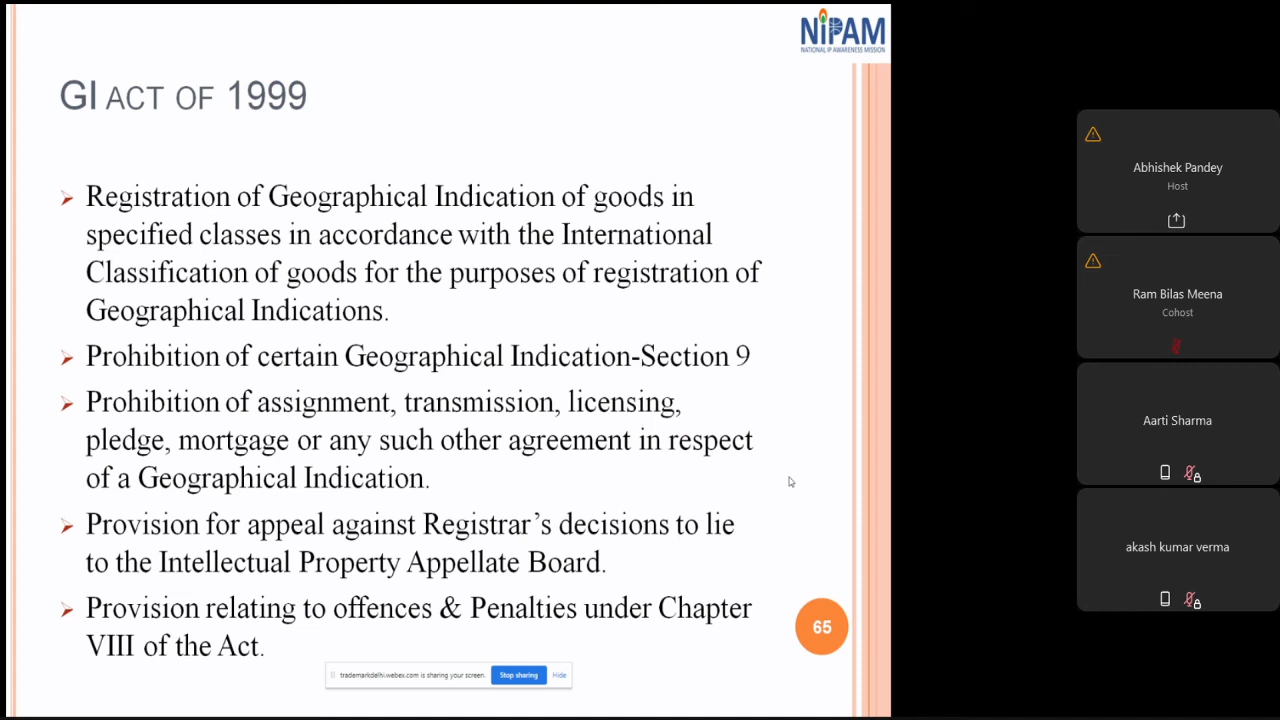 NIPAM
NATIONAL IP AWARENESS MISSION
GI ACT OF 1999
Registration of Geographical Indication of goods in
specified classes in accordance with the International
Classification of goods for the purposes of registration of
Geographical Indications.
Prohibition of certain Geographical Indication-Section 9
Prohibition of assignment, transmission, licensing,
pledge, mortgage or any such other agreement in respect
of a Geographical Indication.
Provision for appeal against Registrar’s decisions to lie
to the Intellectual Property Appellate Board.
Provision relating to offences & Penalties under Chapter
VIII of the Act.
65
trademarkdelhi.webex.com is sharing your screen. Stop sharing Hide
Abhishek Pandey
Host
Ram Bilas Meena
Cohost
Aarti Sharma
akash kumar verma